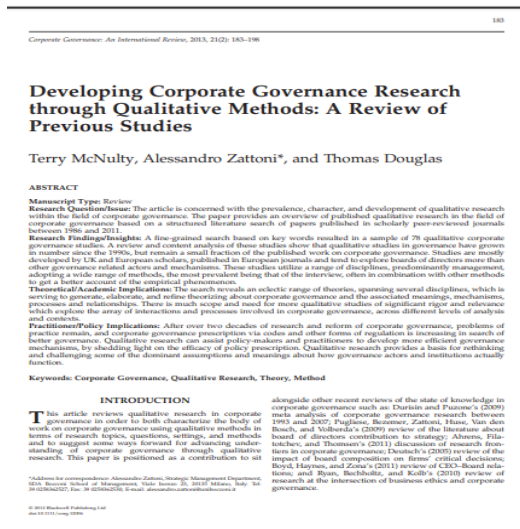 183
Corporate Governance: An International Review, 2013, 21(2): 183–196
Developing Corporate Governance Research
through Qualitative Methods: A Review of
Previous Studies
Terry McNulty, Alessandro Zattoni*, and Thomas Douglas
ABSTRACT
Manuscript Type: Review
Research Question/Issue: The article is concerned with the prevalence, character, and development of qualitative research
within the field of corporate governance. The paper provides an overview of published qualitative research in the field of
corporate governance based on a structured literature search of papers published in scholarly peer-reviewed journals
between 1986 and 2011.
Research Findings/Insights: A fine-grained search based on key words resulted in a sample of 78 qualitative corporate
governance studies. A review and content analysis of these studies show that qualitative studies in governance have grown
in number since the 1990s, but remain a small fraction of the published work on corporate governance. Studies are mostly
developed by UK and European scholars, published in European journals and tend to explore boards of directors more than
other governance related actors and mechanisms. These studies utilize a range of disciplines, predominantly management,
adopting a wide range of methods, the most prevalent being that of the interview, often in combination with other methods
to get a better account of the empirical phenomenon.
Theoretical/Academic Implications: The search reveals an eclectic range of theories, spanning several disciplines, which is
serving to generate, elaborate, and refine theorizing about corporate governance and the associated meanings, mechanisms,
processes and relationships. There is much scope and need for more qualitative studies of significant rigor and relevance
which explore the array of interactions and processes involved in corporate governance, across different levels of analysis
and contexts.
Practitioner/Policy Implications: After over two decades of research and reform of corporate governance, problems of
practice remain, and corporate governance prescription via codes and other forms of regulation is increasing in search of
better governance. Qualitative research can assist policy-makers and practitioners to develop more efficient governance
mechanisms, by shedding light on the efficacy of policy prescription. Qualitative research provides a basis for rethinking
and challenging some of the dominant assumptions and meanings about how governance actors and institutions actually
function.
Keywords: Corporate Governance, Qualitative Research, Theory, Method
INTRODUCTION
This article reviews qualitative research in corporate
governance in order to both characterize the body of
work on corporate governance using qualitative methods in
terms of research topics, questions, settings, and methods
and to suggest some ways forward for advancing under-
standing of corporate governance through qualitative
research. This paper is positioned as a contribution to sit
*Address for correspondence: Alessandro Zattoni, Strategic Management Department,
SDA Bocconi School of Management, Milano, Italy. Tel:
alongside other recent reviews of the state of knowledge in
corporate governance such as: Durisin and Puzone's (2009)
meta analysis of corporate governance research between
1993 and 2007; Pugliese, Bezemer, Zattoni, Huse, Van den
Bosch, and Volberda's (2009) review of the literature about
board of directors contribution to strategy; Ahrens, Fila-
totchev, and Thomsen's (2011) discussion of research fron-
tiers in corporate governance; Deutsch's (2005) review of the
impact of board composition on firms' critical decisions;
Boyd, Haynes, and Zona's (2011) review of CEO–Board rela-
tions; and Ryan, Buchholtz, and Kolb's (2010) review of
research at the intersection of business ethics and corporate
governance.
© 2012 Blackwell Publishing Ltd